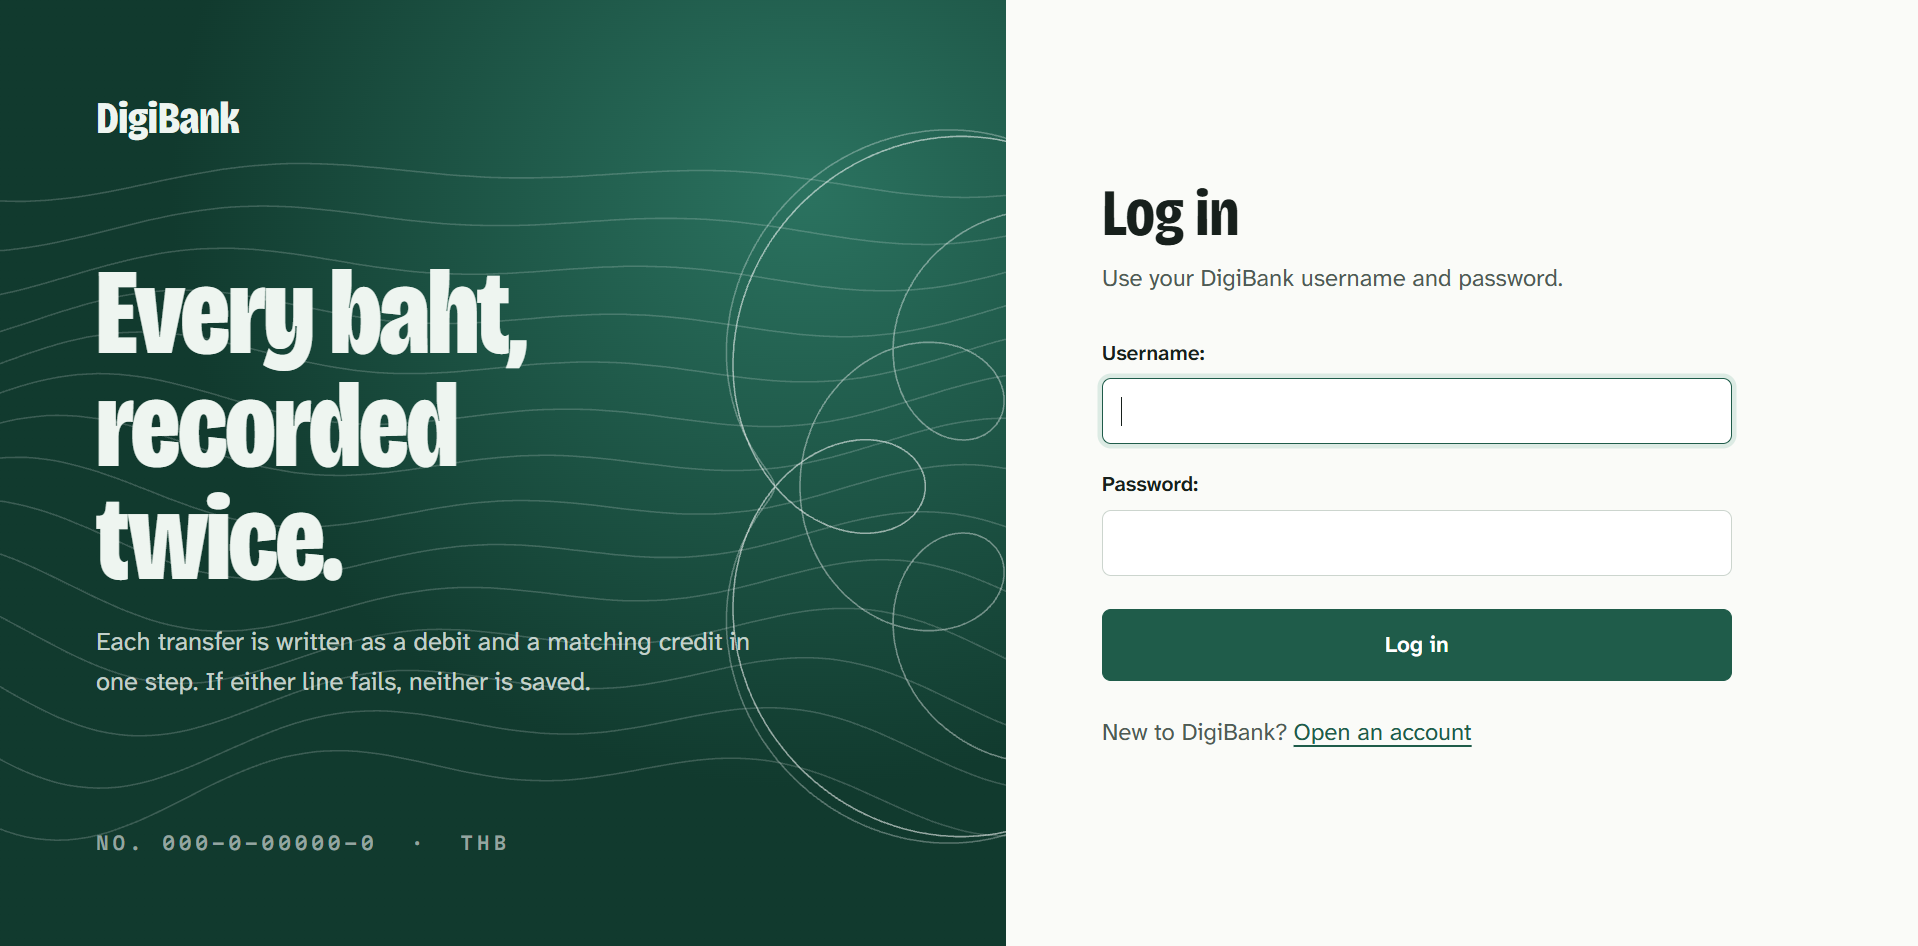 DigiBank
Every baht,
recorded
twice.
Each transfer is written as a debit and a matching credit in
one step. If either line fails, neither is saved.
NO. 000-0-00000-0 · THB
Log in
Use your DigiBank username and password.
Username:
Password:
Log in
New to DigiBank? Open an account